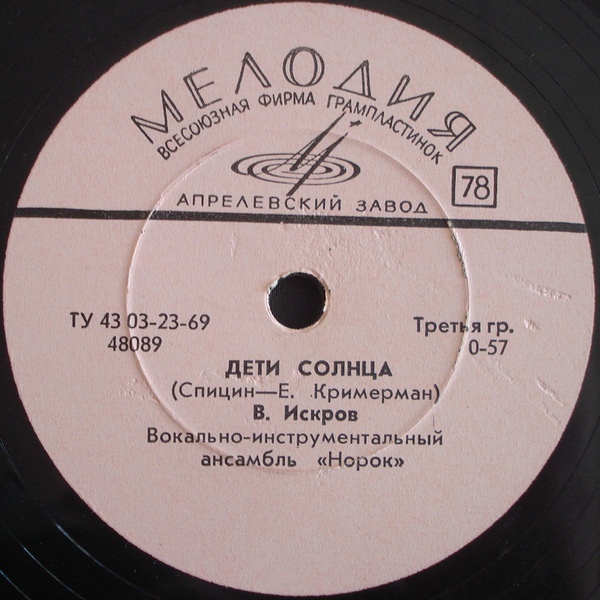 МЕЛОДИЯ
ВСЕСОЮЗНАЯ ФИРМА ГРАМПЛАСТИНОК
АПРЕЛЕВСКИЙ ЗАВОД
78
ТУ 43 03-23-69
48089
Третья гр.
0-57
ДЕТИ СОЛНЦА
(Спицин—Е. Кримерман)
В. Искров
Вокально-инструментальный
ансамбль «Норок»